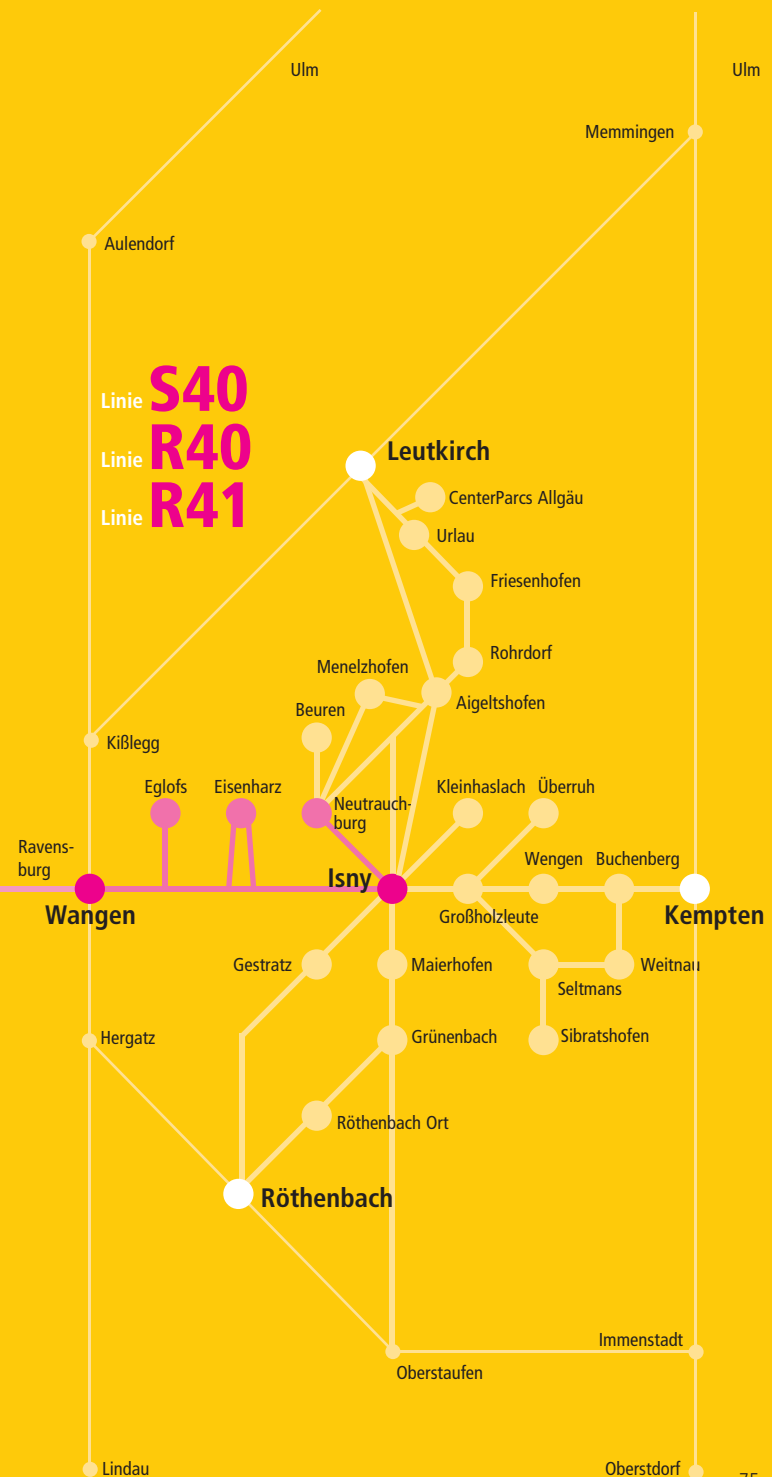 Ulm
Ulm
Memmingen
Aulendorf
Linie S40
Linie R40
Linie R41
Leutkirch
CenterParcs Allgäu
Urlau
Friesenhofen
Rohrdorf
Menelzhofen
Aigeltshofen
Beuren
Kißlegg
Eglofs
Eisenharz
Neutrauch-
burg
Kleinhaslach
Überruh
Ravens-
burg
Wangen
Isny
Großholzleute
Wengen
Buchenberg
Kempten
Gestratz
Maierhofen
Seltmans
Weitnau
Hergatz
Grünenbach
Sibratshofen
Röthenbach Ort
Röthenbach
Immenstadt
Oberstaufen
Lindau
Oberstdorf
75